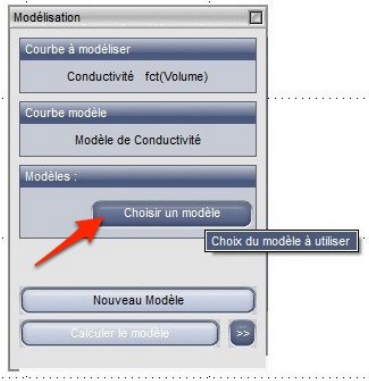 Modélisation
Courbe à modéliser
Conductivité fct(Volume)
Courbe modèle
Modèle de Conductivité
Modèles :
Choisir un modèle
Choix du modèle à utiliser
Nouveau Modèle
Calculer le modèle >>